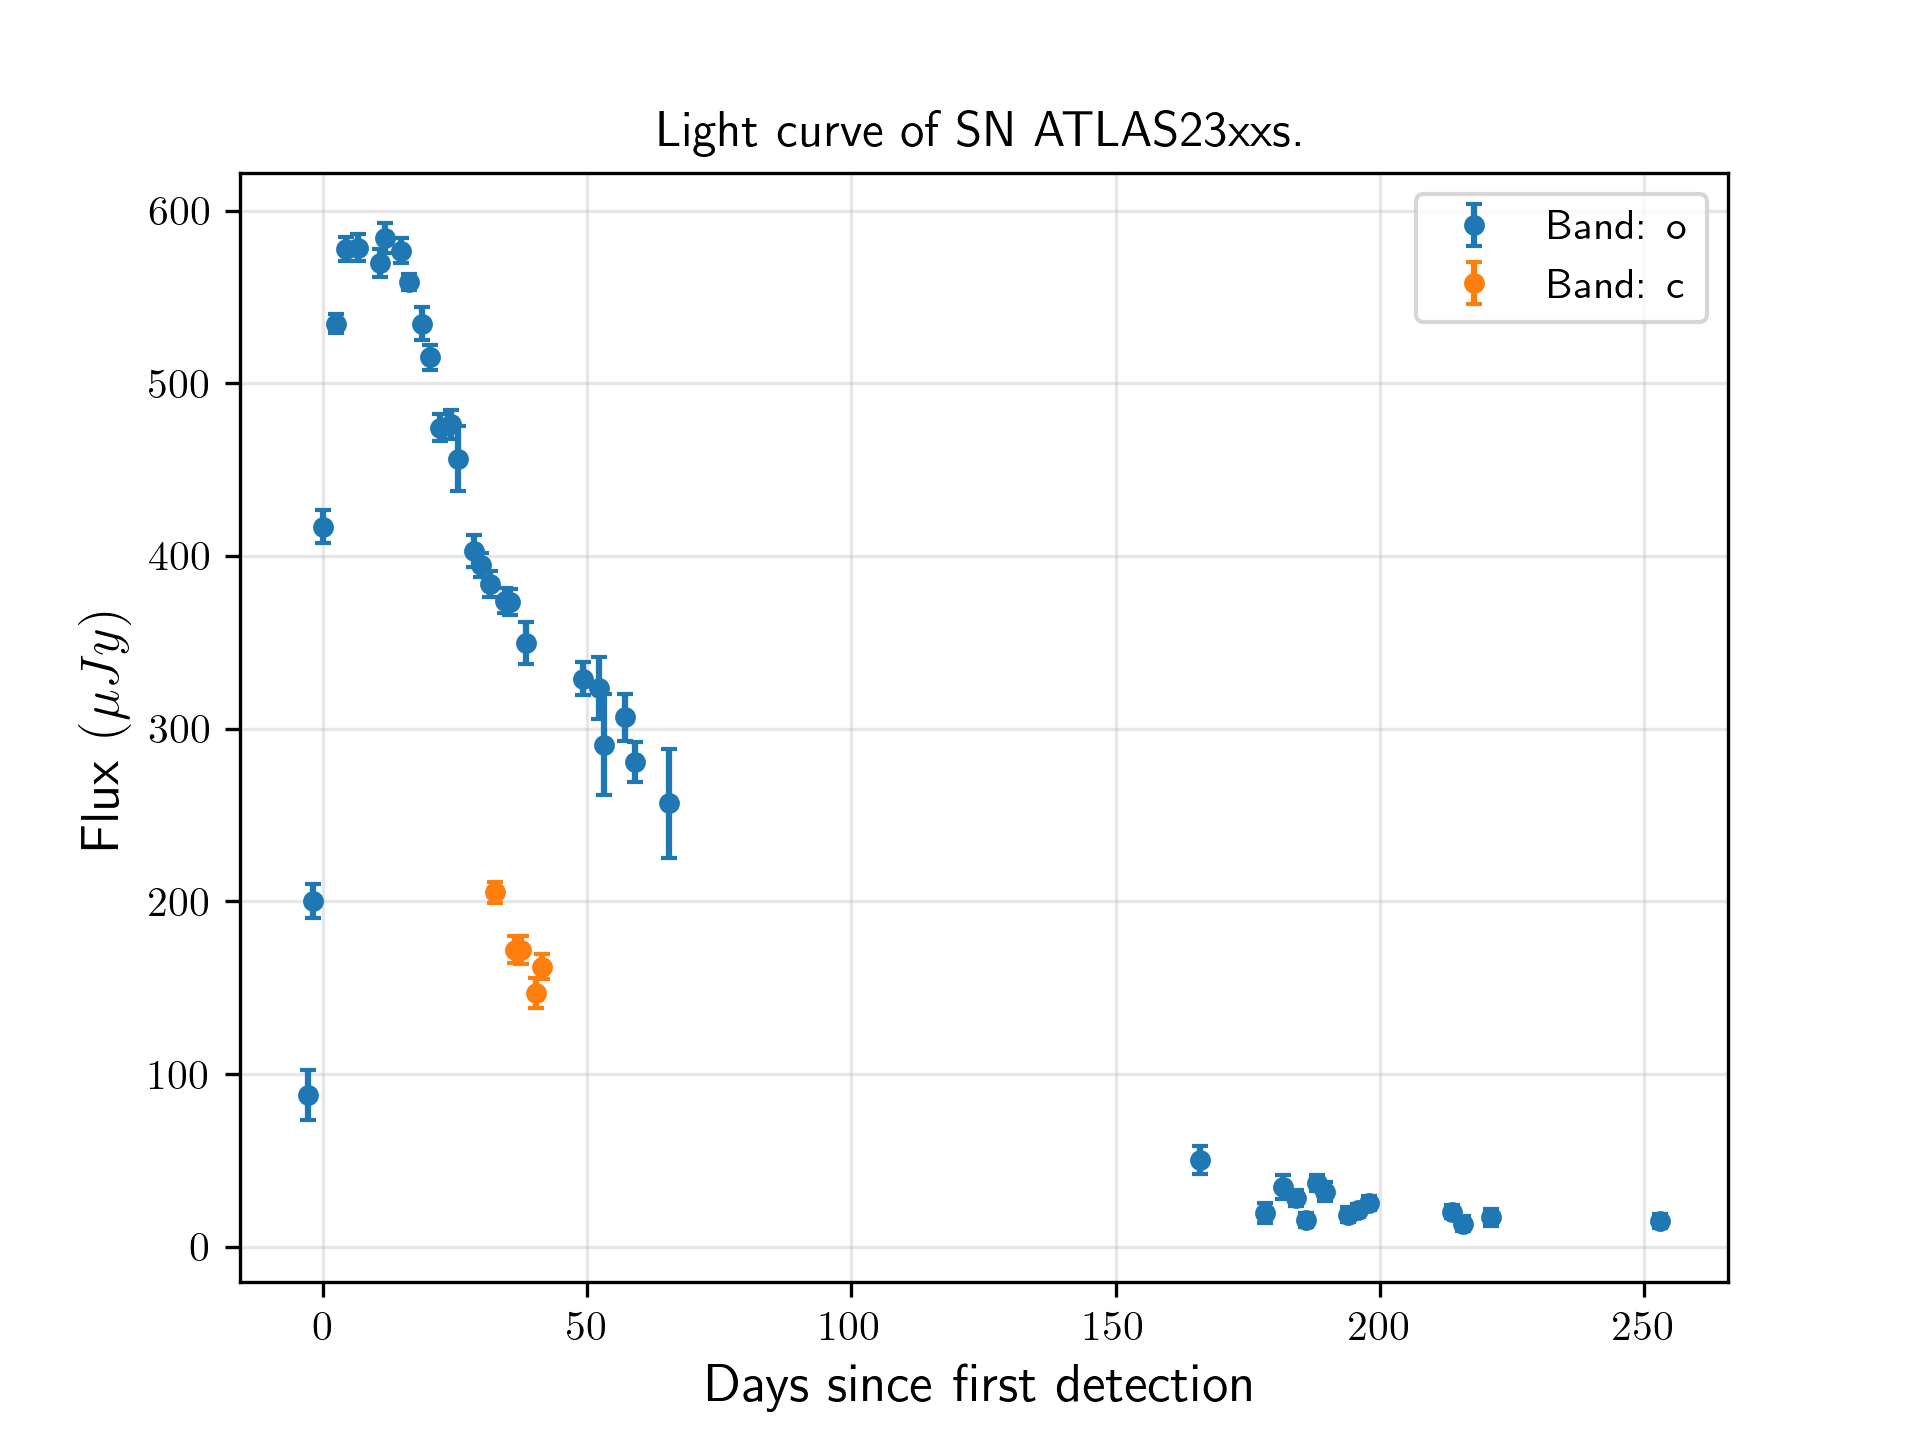 Light curve of SN ATLAS23xxs.
Band: o
Band: c
Flux (μJy)
600
500
400
300
200
100
0
0 50 100 150 200 250
Days since first detection